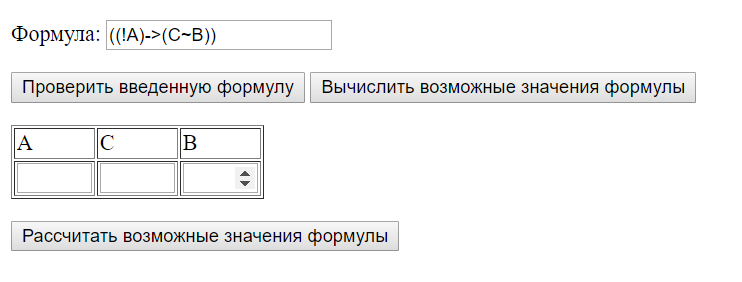 Формула: ((!A)->(C~B))
Проверить введенную формулу Вычислить возможные значения формулы
A C B
Рассчитать возможные значения формулы